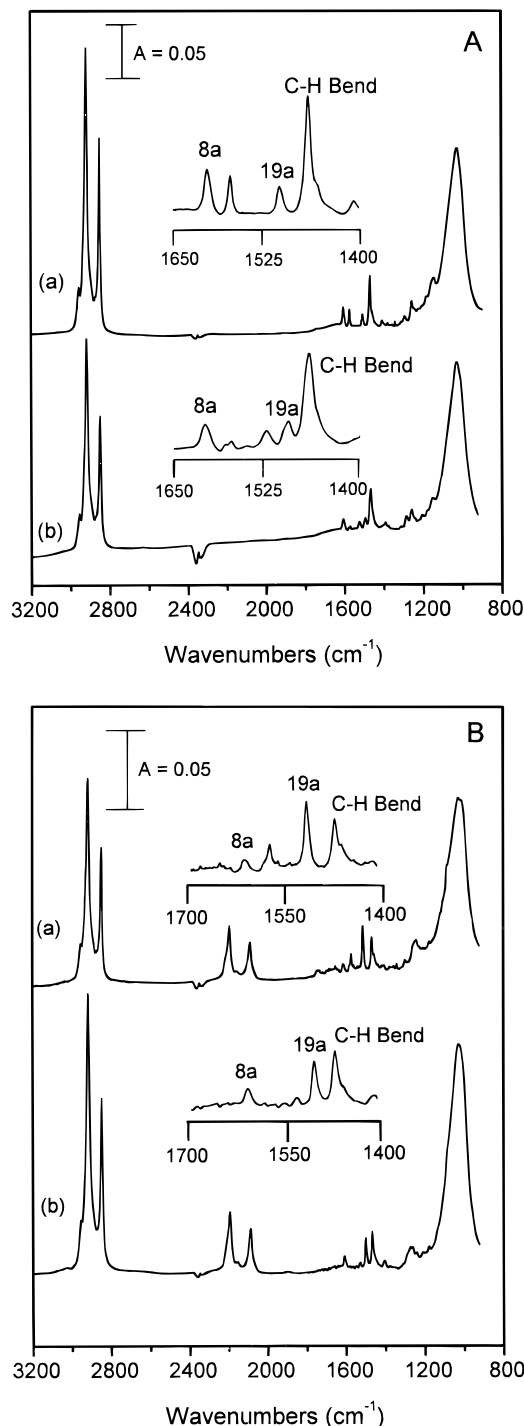 A
A = 0.05
C-H Bend
8a
19a
1650
1525
1400
(a)
C-H Bend
8a
19a
1650
1525
1400
(b)
3200
2800
2400
2000
1600
1200
800
Wavenumbers (cm-1)
B
A = 0.05
19a
C-H Bend
8a
1700
1550
1400
(a)
C-H Bend
19a
8a
1700
1550
1400
(b)
3200
2800
2400
2000
1600
1200
800
Wavenumbers (cm-1)